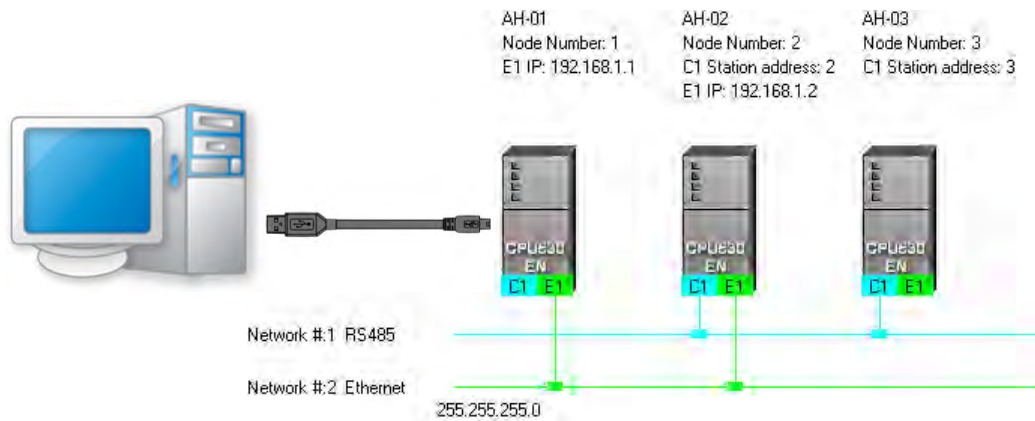 AH-01
Node Number: 1
E1 IP: 192.168.1.1
AH-02
Node Number: 2
C1 Station address: 2
E1 IP: 192.168.1.2
AH-03
Node Number: 3
C1 Station address: 3
CPU530
EN
C1 E1
CPU530
EN
C1 E1
CPU530
EN
C1 E1
Network #:1 RS485
Network #:2 Ethernet
255.255.255.0